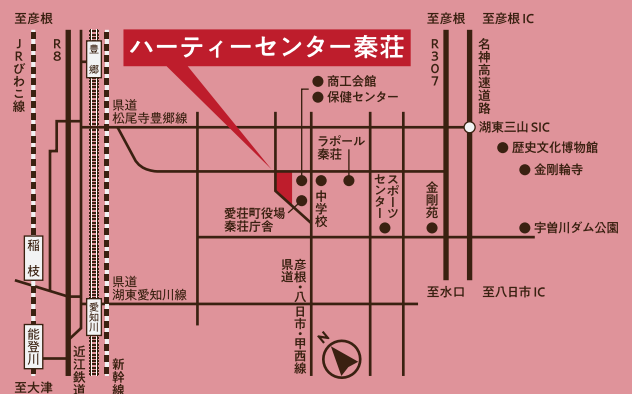 至彦根
至彦根
至彦根 IC
JRびわこ線
R8
豊郷
ハーティーセンター秦荘
R307
名神高速道路
商工会館
保健センター
県道
松尾寺豊郷線
湖東三山 SIC
ラポール
秦荘
歴史文化博物館
金剛輪寺
中学校
センター
スポーツ
金剛苑
愛荘町役場
秦荘庁舎
宇曽川ダム公園
稲枝
県道
彦根・八日市・甲西線
県道
湖東愛知川線
愛知川
至水口
至八日市 IC
能登川
近江鉄道
新幹線
N
至大津